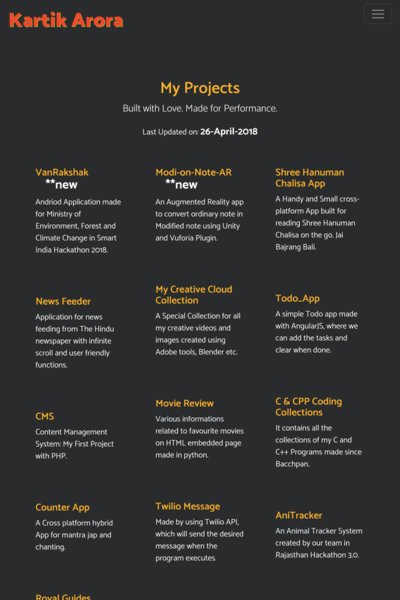 Kartik Arora
My Projects
Built with Love. Made for Performance.
Last Updated on: 26-April-2018
VanRakshak
**new
Andriod Application made
for Ministry of
Environment, Forest and
Climate Change in Smart
India Hackathon 2018.
Modi-on-Note-AR
**new
An Augmented Reality app
to convert ordinary note in
Modified note using Unity
and Vuforia Plugin.
Shree Hanuman
Chalisa App
A Handy and Small cross-
platform App built for
reading Shree Hanuman
Chalisa on the go. Jai
Bajrang Bali.
News Feeder
Application for news
feeding from The Hindu
newspaper with infinite
scroll and user friendly
functions.
My Creative Cloud
Collection
A Special Collection for all
my creative videos and
images created using
Adobe tools, Blender etc.
Todo_App
A simple Todo app made
with AngularJS, where we
can add the tasks and
clear when done.
CMS
Content Management
System: My First Project
with PHP.
Movie Review
Various informations
related to favourite movies
on HTML embedded page
made in python.
C & CPP Coding
Collections
It contains all the
collections of my C and
C++ Programs made since
Bacchpan.
Counter App
A Cross platform hybrid
App for mantra jap and
chanting.
Twilio Message
Made by using Twilio API,
which will send the desired
message when the
program executes.
AniTracker
An Animal Tracker System
created by our team in
Rajasthan Hackathon 3.0.
Royal Guides